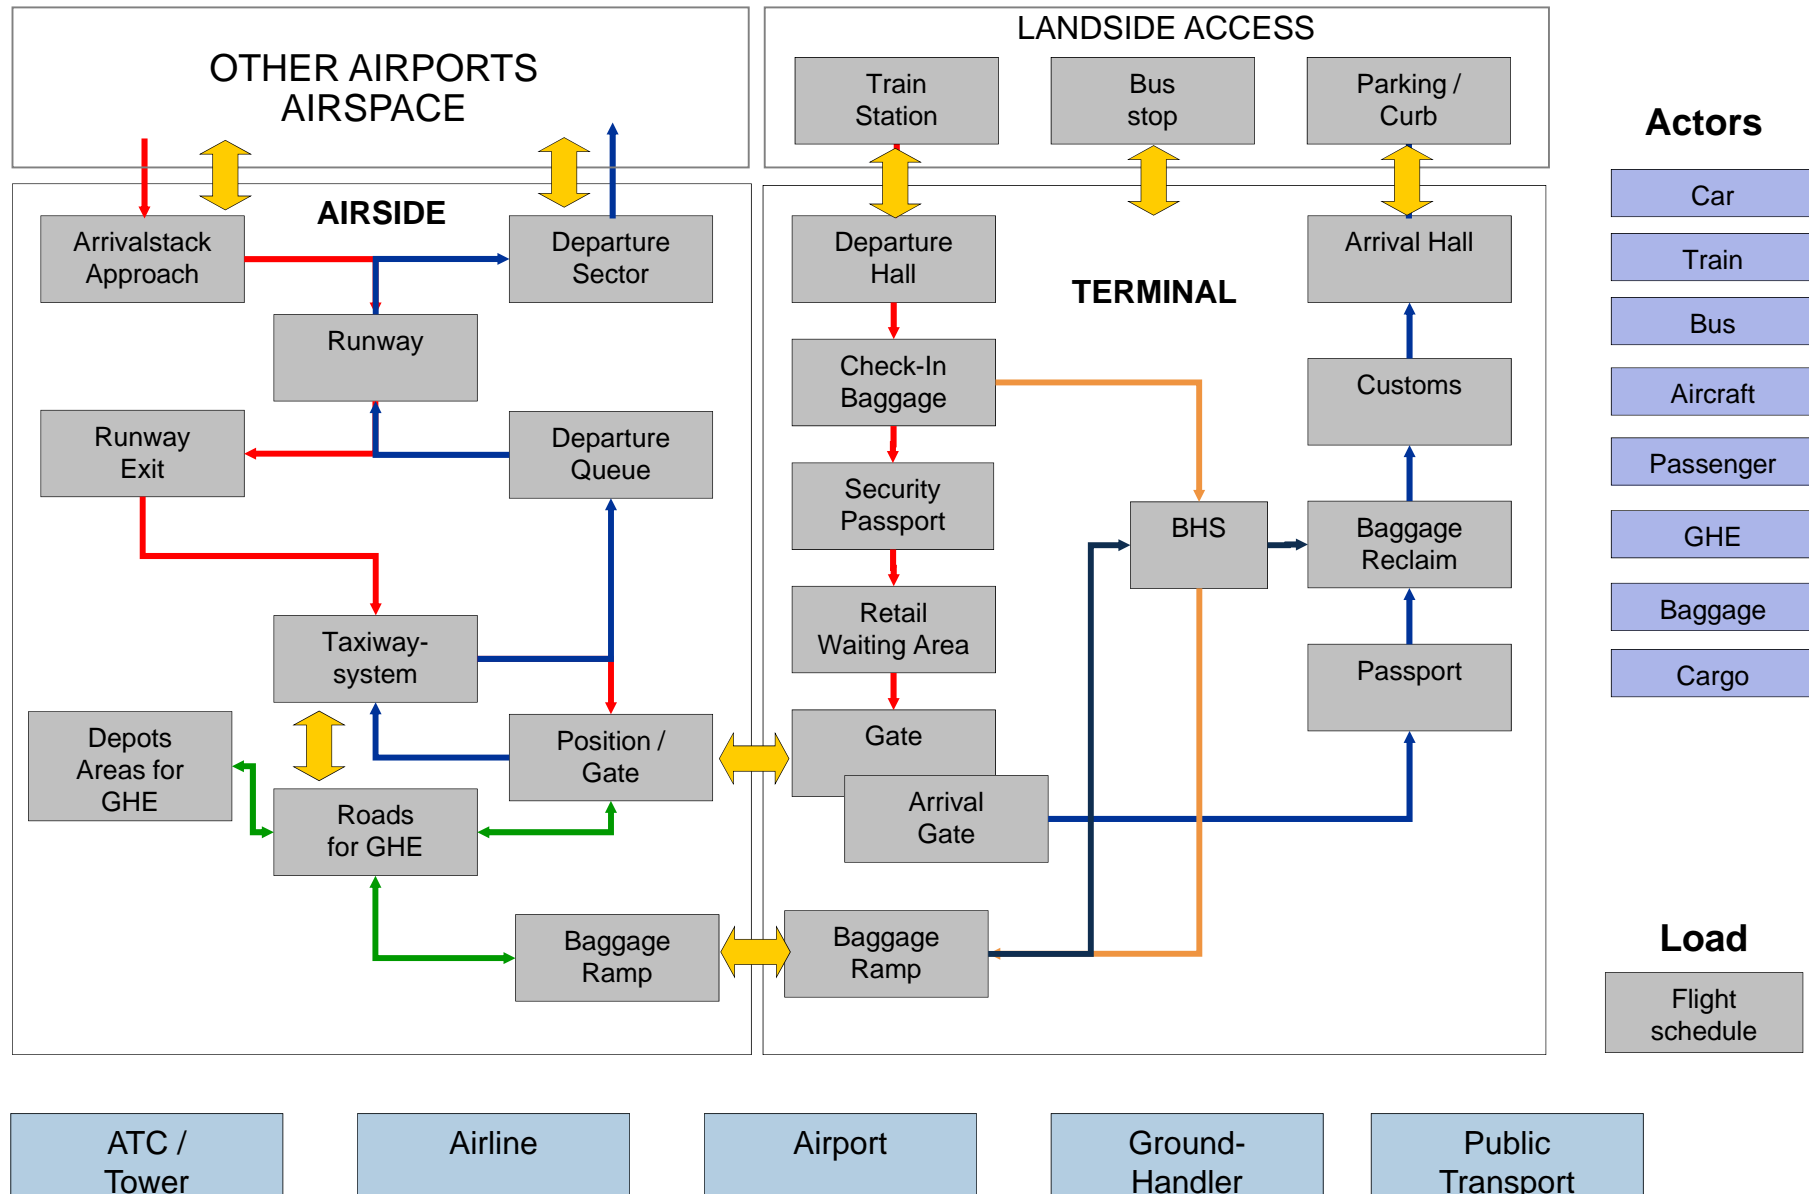 OTHER AIRPORTS
AIRSPACE
LANDSIDE ACCESS
Train
Station
Bus
stop
Parking /
Curb
AIRSIDE
Arrivalstack
Approach
Departure
Sector
Runway
Runway
Exit
Departure
Queue
Taxiway-
system
Depots
Areas for
GHE
Position /
Gate
Roads
for GHE
Baggage
Ramp
TERMINAL
Departure
Hall
Arrival Hall
Check-In
Baggage
Customs
Security
Passport
BHS
Baggage
Reclaim
Retail
Waiting Area
Passport
Gate
Arrival
Gate
Baggage
Ramp
Actors
Car
Train
Bus
Aircraft
Passenger
GHE
Baggage
Cargo
Load
Flight
schedule
ATC /
Tower
Airline
Airport
Ground-
Handler
Public
Transport